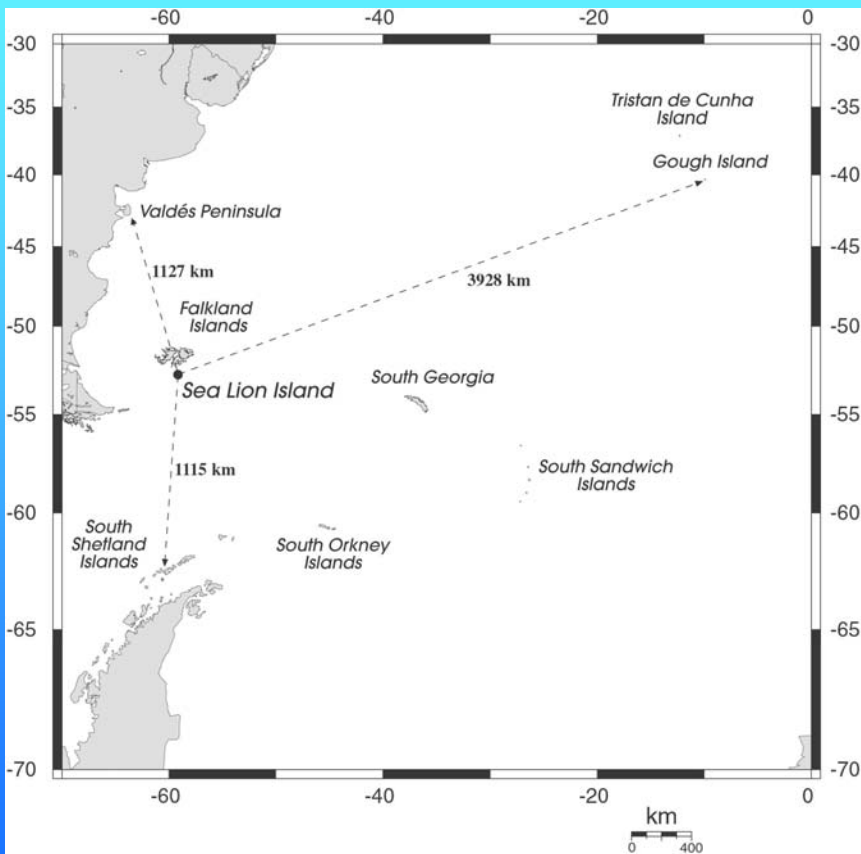 -60
-40
-20
0
-30
-30
Tristan de Cunha
Island
-35
-35
Gough Island
-40
-40
Valdés Peninsula
-45
-45
1127 km
3928 km
Falkland
Islands
-50
-50
South Georgia
Sea Lion Island
-55
-55
1115 km
South Sandwich
Islands
-60
-60
South
Shetland
Islands
South Orkney
Islands
-65
-65
-70
-70
-60
-40
-20
0
km
0
400